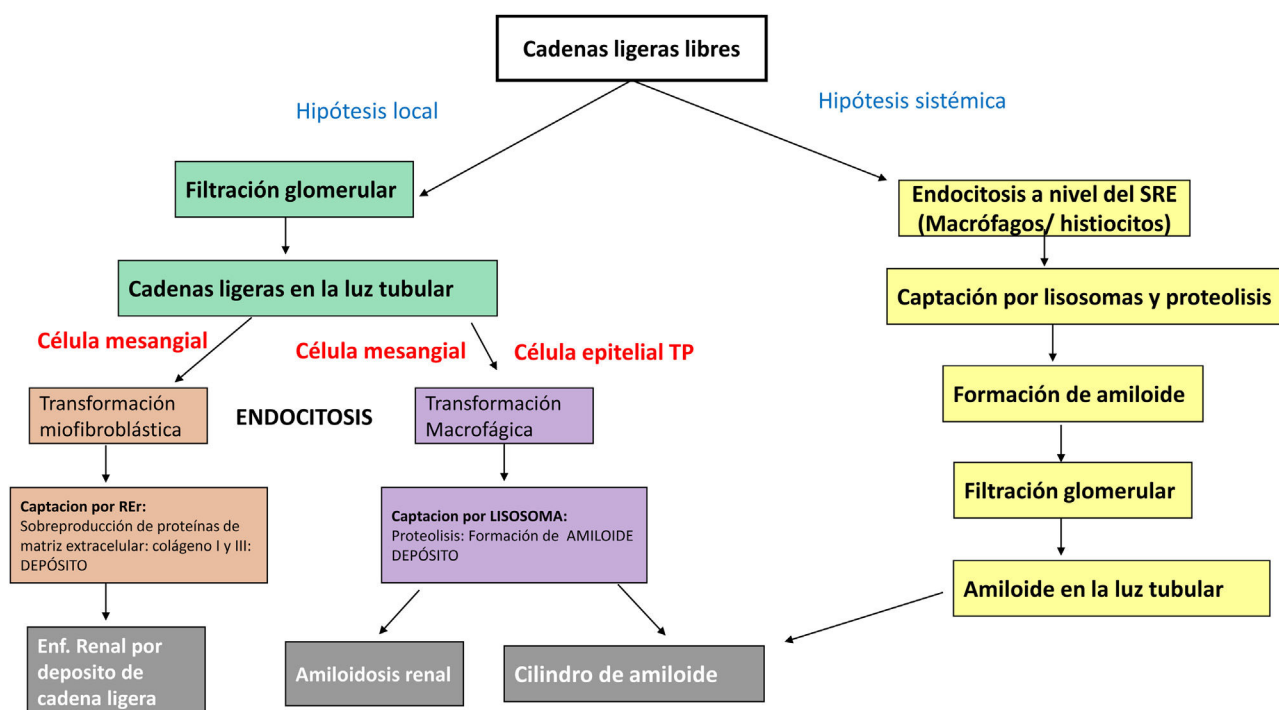 Cadenas ligeras libres
Hipótesis local
Hipótesis sistémica
Filtración glomerular
Endocitosis a nivel del SRE
(Macrófagos/ histiocitos)
Cadenas ligeras en la luz tubular
Captación por lisosomas y proteolisis
Célula mesangial
Célula mesangial
Célula epitelial TP
Transformación
miofibroblástica
ENDOCITOSIS
Transformación
Macrofágica
Formación de amiloide
Captacion por REr:
Sobreproducción de proteínas de
matriz extracelular: colágeno I y III:
DEPÓSITO
Captacion por LISOSOMA:
Proteolisis: Formación de AMILOIDE
DEPÓSITO
Filtración glomerular
Amiloide en la luz tubular
Enf. Renal por
deposito de
cadena ligera
Amiloidosis renal
Cilindro de amiloide